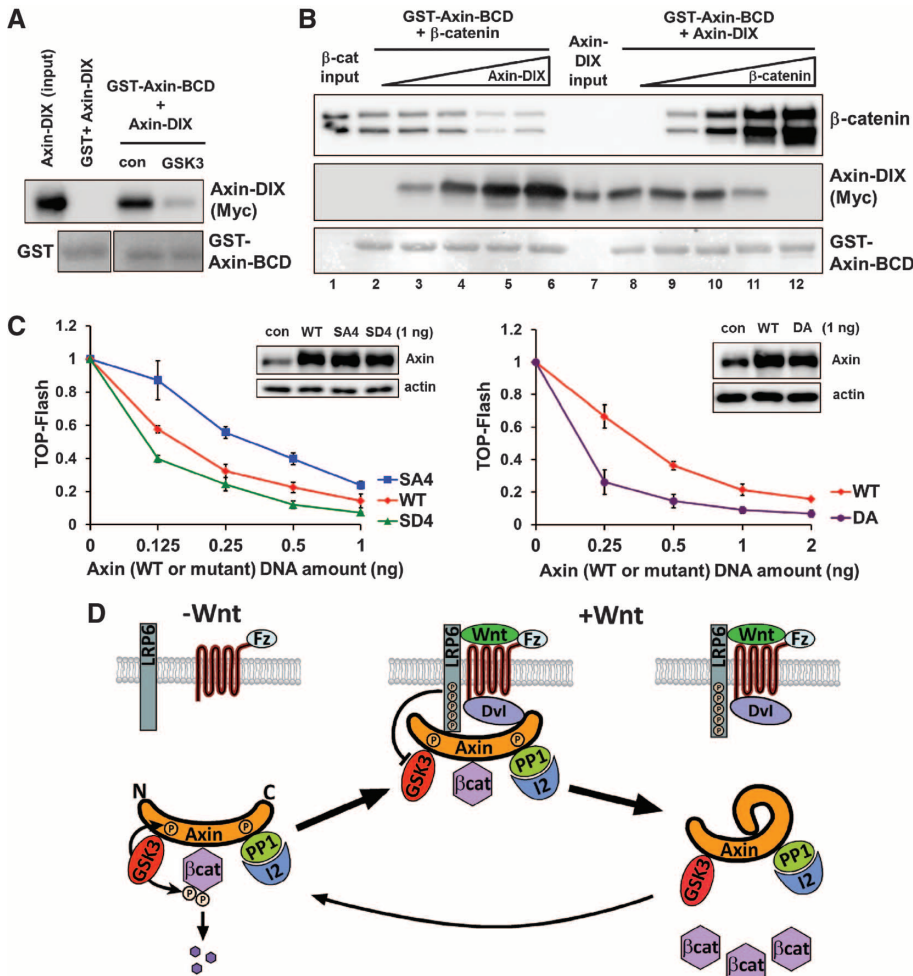 A
Axin-DIX (input)
GST+ Axin-DIX
GST-Axin-BCD
+
Axin-DIX
con GSK3
Axin-DIX
(Myc)
GST
GST-
Axin-BCD
B
GST-Axin-BCD
+ β-catenin
GST-Axin-BCD
+ Axin-DIX
β-cat
input
Axin-DIX
Axin-
DIX
input
β-catenin
β-catenin
Axin-DIX
(Myc)
GST-
Axin-BCD
1 2 3 4 5 6 7 8 9 10 11 12
C
TOP-Flash
1.2
1
0.8
0.6
0.4
0.2
0
0 0.125 0.25 0.5 1
Axin (WT or mutant) DNA amount (ng)
con WT SA4 SD4 (1 ng)
Axin
actin
SA4
WT
SD4
TOP-Flash
1.2
1
0.8
0.6
0.4
0.2
0
0 0.25 0.5 1 2
Axin (WT or mutant) DNA amount (ng)
con WT DA (1 ng)
Axin
actin
WT
DA
D
-Wnt
+Wnt
LRP6
Fz
N
C
P
Axin
P
GSK3
βcat
P
P
PP1
I2
LRP6
Wnt
Fz
P
P
P
P
P
Dvl
P
Axin
P
GSK3
βcat
PP1
I2
LRP6
Wnt
Fz
P
P
P
P
P
Dvl
Axin
GSK3
PP1
I2
βcat
βcat
βcat